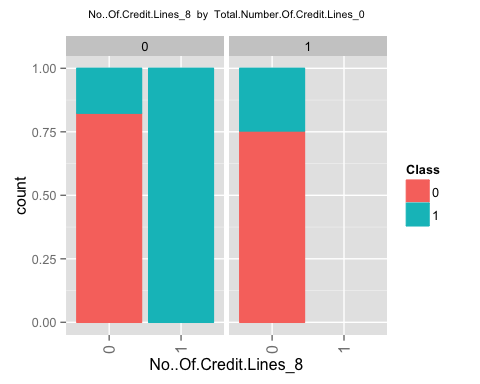 No..Of.Credit.Lines_8 by Total.Number.Of.Credit.Lines_0
0 1
1.00
0.75
0.50
0.25
0.00
count
0 1 0 1
No..Of.Credit.Lines_8
Class
0
1